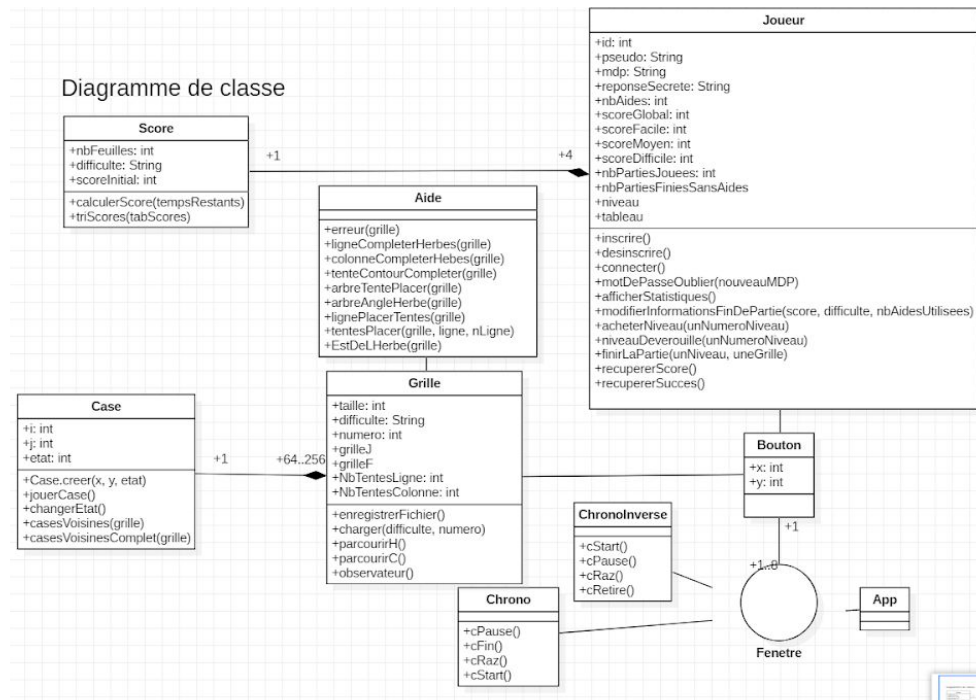 Diagramme de classe
Score
+nbFeuilles: int
+difficulte: String
+scoreInitial: int
+calculerScore(tempsRestants)
+triScores(tabScores)
+1
+4
Joueur
+id: int
+pseudo: String
+mdp: String
+reponseSecrete: String
+nbAides: int
+scoreGlobal: int
+scoreFacile: int
+scoreMoyen: int
+scoreDifficile: int
+nbPartiesJouees: int
+nbPartiesFiniesSansAides
+niveau
+tableau
+inscrire()
+desinscrire()
+connecter()
+motDePasseOublier(nouveauMDP)
+afficherStatistiques()
+modifierInformationsFinDePartie(score, difficulte, nbAidesUtilisees)
+acheterNiveau(unNumeroNiveau)
+niveauDeverouille(unNumeroNiveau)
+finirLaPartie(unNiveau, uneGrille)
+recupererScore()
+recupererSucces()
Aide
+erreur(grille)
+ligneCompleterHerbes(grille)
+colonneCompleterHebes(grille)
+tenteContourCompleter(grille)
+arbreTentePlacer(grille)
+arbreAngleHerbe(grille)
+lignePlacerTentes(grille)
+tentesPlacer(grille, ligne, nLigne)
+EstDeLHerbe(grille)
Case
+i: int
+j: int
+etat: int
+Case.creer(x, y, etat)
+jouerCase()
+changerEtat()
+casesVoisines(grille)
+casesVoisinesComplet(grille)
+1
+64..256
Grille
+taille: int
+difficulte: String
+numero: int
+grilleJ
+grilleF
+NbTentesLigne: int
+NbTentesColonne: int
+enregistrerFichier()
+charger(difficulte, numero)
+parcourirH()
+parcourirC()
+observateur()
Bouton
+x: int
+y: int
+1
+1..8
ChronoInverse
+cStart()
+cPause()
+cRaz()
+cRetire()
Chrono
+cPause()
+cFin()
+cRaz()
+cStart()
Fenetre
App